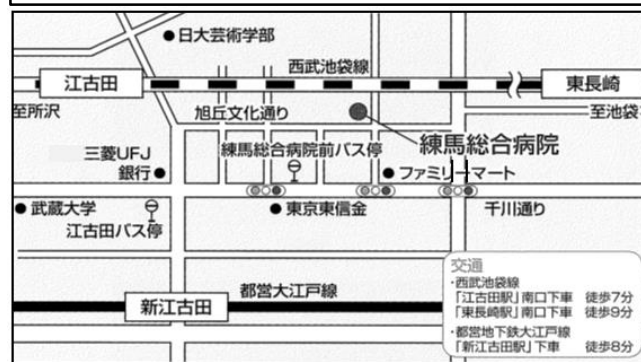 日大芸術学部
西武池袋線
江古田
東長崎
至所沢
旭丘文化通り
至池袋
練馬総合病院
三菱UFJ
銀行
練馬総合病院前バス停
ファミリーマート
武蔵大学
江古田バス停
東京東信金
千川通り
都営大江戸線
新江古田
交通
・西武池袋線
「江古田駅」南口下車 徒歩7分
「東長崎駅」南口下車 徒歩9分
・都営地下鉄大江戸線
「新江古田駅」下車 徒歩8分